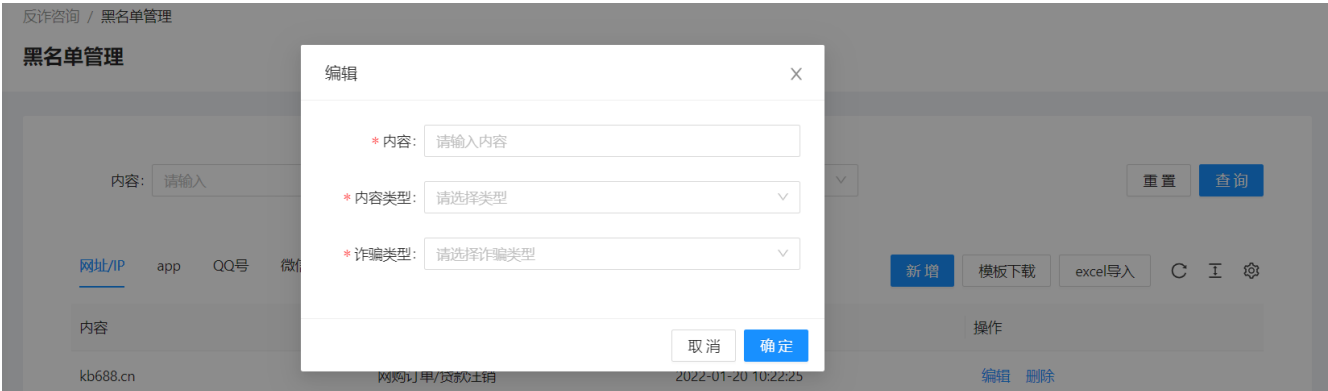 反诈咨询 / 黑名单管理
黑名单管理
编辑
* 内容: 请输入内容
内容: 请输入
重置 查询
* 内容类型: 请选择类型
* 诈骗类型: 请选择诈骗类型
网址/IP app QQ号 微信
新增 模板下载 excel导入
内容 操作
取消 确定
kb688.cn 网购订单/贷款注销 2022-01-20 10:22:25 编辑 删除